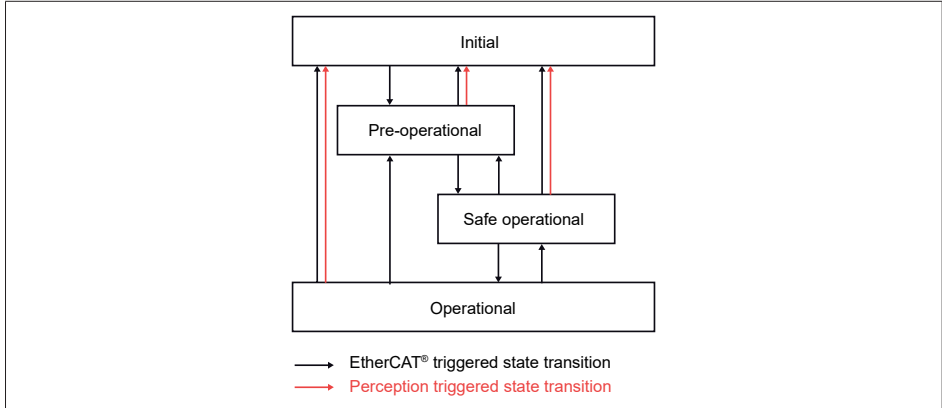 Initial
Pre-operational
Safe operational
Operational
EtherCAT® triggered state transition
Perception triggered state transition